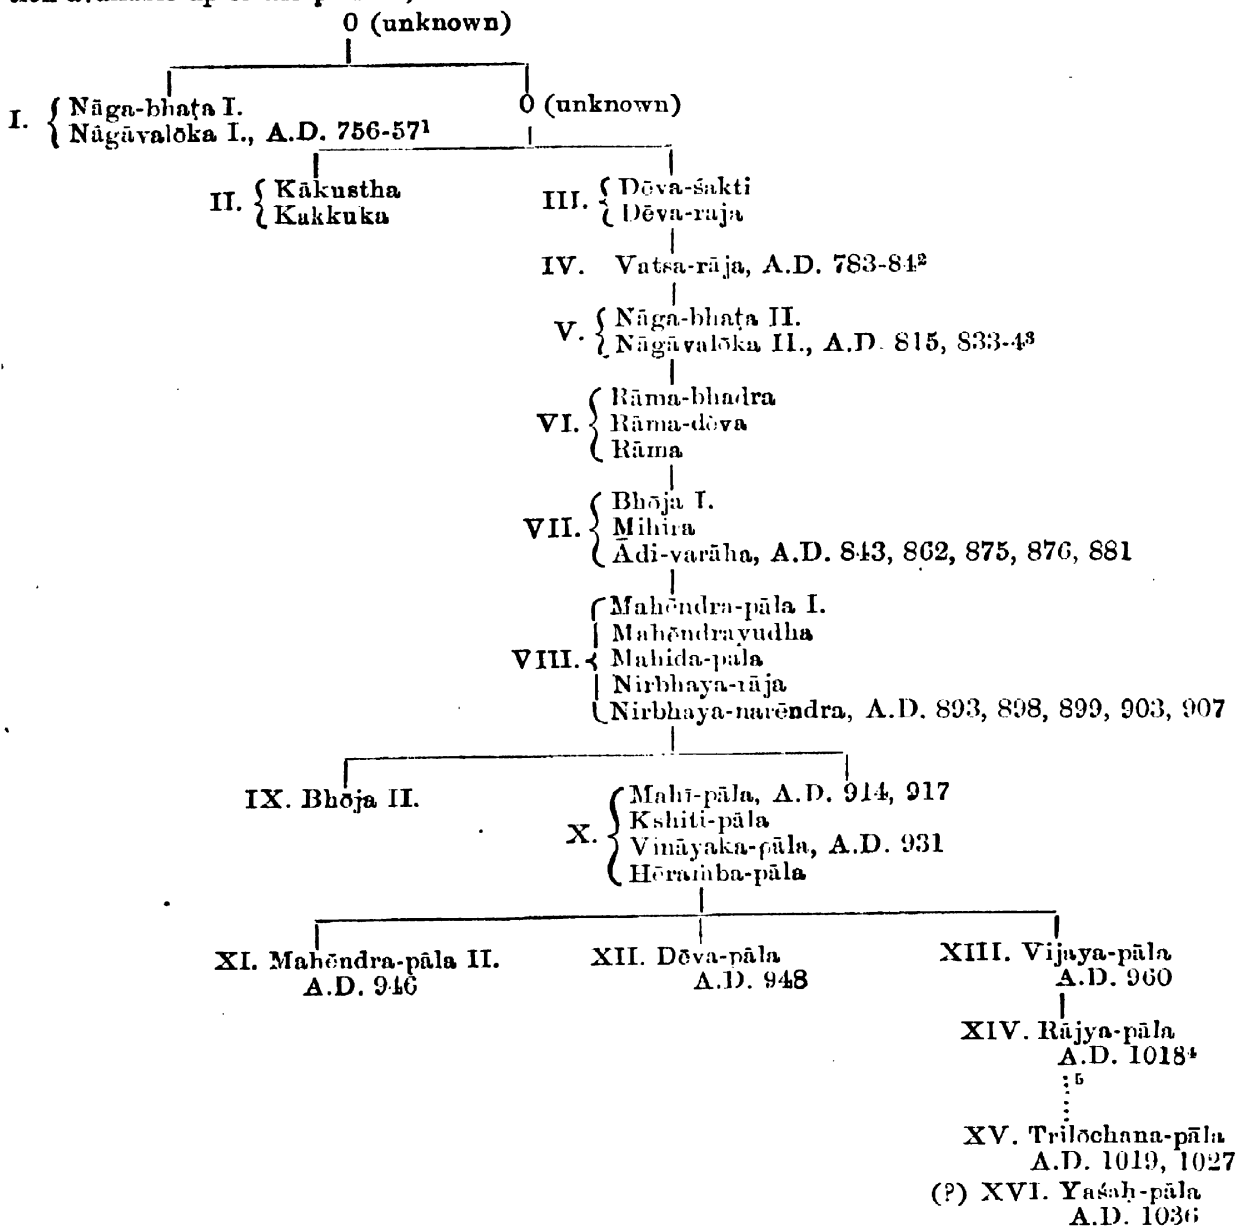 0 (unknown)
I. Nāga-bhaṭa I.
0 (unknown)
Nâgāvalōka I., A.D. 756-57¹
II. Kākustha
Kakkuka
III. Dēva-śakti
Dēva-raja
IV. Vatsa-rāja, A.D. 783-84²
V. Nāga-bhaṭa II.
Nāgāvalōka II., A.D. 815, 833-4³
VI. Rāma-bhadra
Rāma-dēva
Rāma
VII. Bhōja I.
Mihira
Ādi-varāha, A.D. 843, 862, 875, 876, 881
VIII. Mahēndra-pāla I.
Mahēndrayudha
Mahida-pāla
Nirbhaya-rāja
Nirbhaya-narēndra, A.D. 893, 898, 899, 903, 907
IX. Bhōja II.
X. Mahī-pāla, A.D. 914, 917
Kshiti-pāla
Vināyaka-pāla, A.D. 931
Hēraṁba-pāla
XI. Mahēndra-pāla II.
A.D. 946
XII. Dēva-pāla
A.D. 948
XIII. Vijaya-pāla
A.D. 960
XIV. Rājya-pāla
A.D. 1018⁴
5
XV. Trilōchana-pāla
A.D. 1019, 1027
(?) XVI. Yaśaḥ-pāla
A.D. 1036